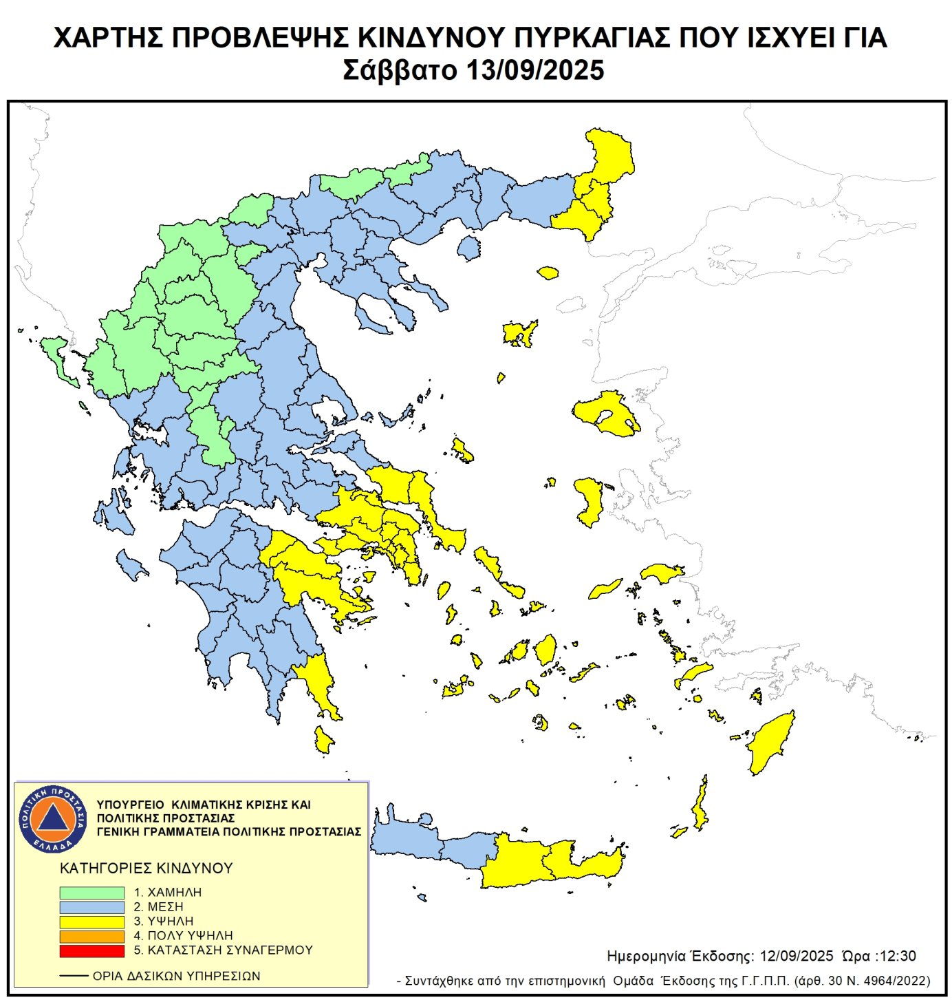 ΧΑΡΤΗΣ ΠΡΟΒΛΕΨΗΣ ΚΙΝΔΥΝΟΥ ΠΥΡΚΑΓΙΑΣ ΠΟΥ ΙΣΧΥΕΙ ΓΙΑ
Σάββατο 13/09/2025
ΠΟΛΙΤΙΚΗ ΠΡΟΣΤΑΣΙΑ
ΕΛΛΑΔΑ
ΥΠΟΥΡΓΕΙΟ ΚΛΙΜΑΤΙΚΗΣ ΚΡΙΣΗΣ ΚΑΙ
ΠΟΛΙΤΙΚΗΣ ΠΡΟΣΤΑΣΙΑΣ
ΓΕΝΙΚΗ ΓΡΑΜΜΑΤΕΙΑ ΠΟΛΙΤΙΚΗΣ ΠΡΟΣΤΑΣΙΑΣ
ΚΑΤΗΓΟΡΙΕΣ ΚΙΝΔΥΝΟΥ
1. ΧΑΜΗΛΗ
2. ΜΕΣΗ
3. ΥΨΗΛΗ
4. ΠΟΛΥ ΥΨΗΛΗ
5. ΚΑΤΑΣΤΑΣΗ ΣΥΝΑΓΕΡΜΟΥ
ΟΡΙΑ ΔΑΣΙΚΩΝ ΥΠΗΡΕΣΙΩΝ
Ημερομηνία Έκδοσης: 12/09/2025 Ώρα :12:30
- Συντάχθηκε από την επιστημονική Ομάδα Έκδοσης της Γ.Γ.Π.Π. (άρθ. 30 Ν. 4964/2022)